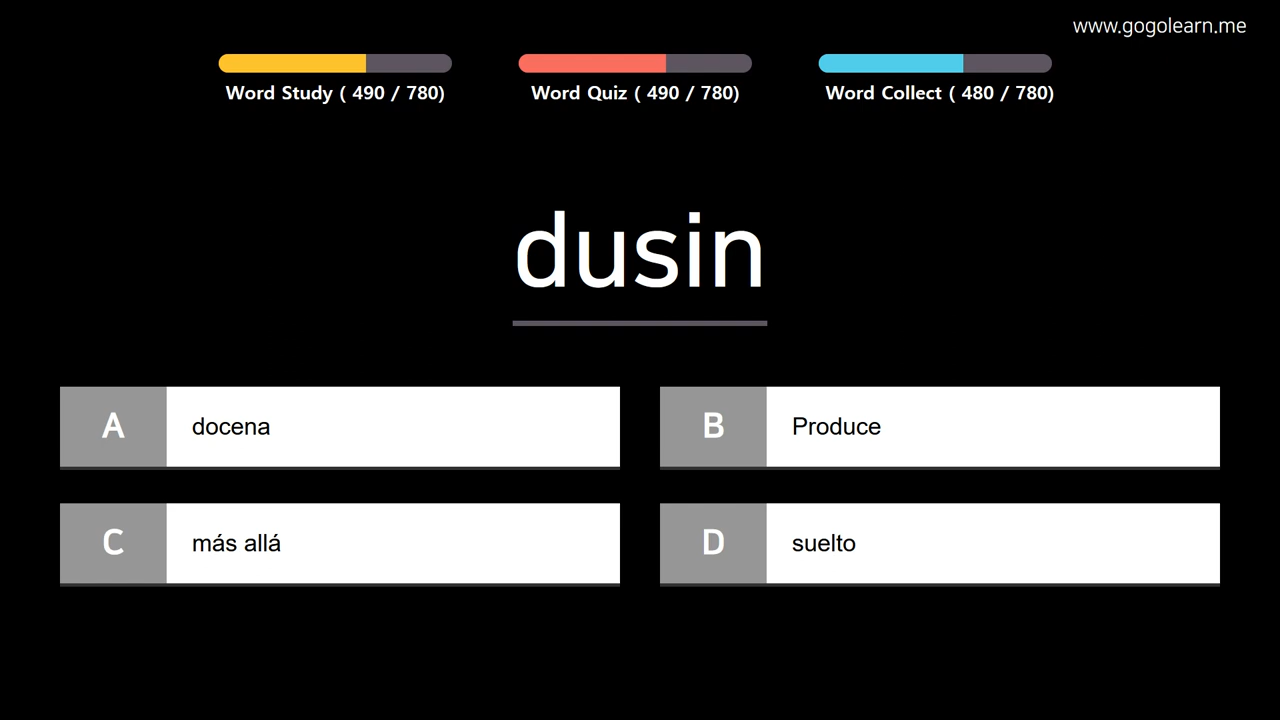 www.gogolearn.me
Word Study ( 490 / 780)
Word Quiz ( 490 / 780)
Word Collect ( 480 / 780)
dusin
A docena
B Produce
C más allá
D suelto